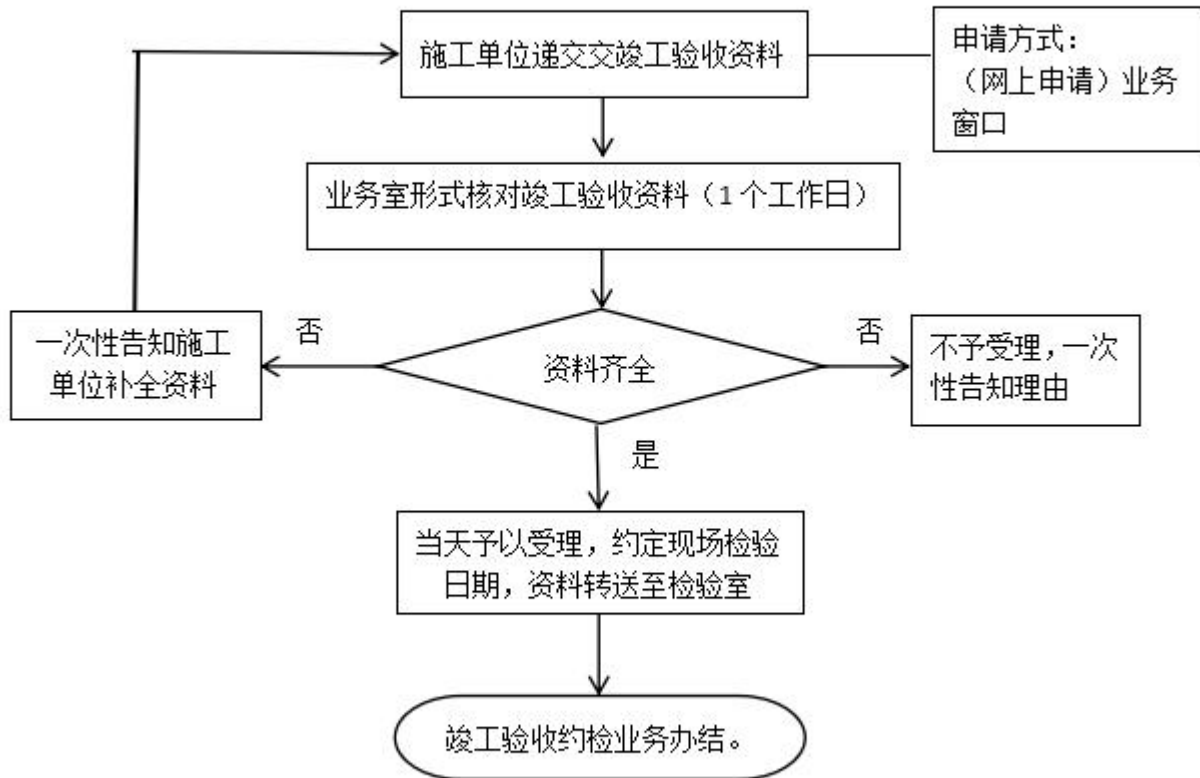 施工单位递交交竣工验收资料
申请方式：
（网上申请）业务
窗口
业务室形式核对竣工验收资料（1个工作日）
一次性告知施工
单位补全资料
否
资料齐全
否
不予受理，一次
性告知理由
是
当天予以受理，约定现场检验
日期，资料转送至检验室
竣工验收约检业务办结。